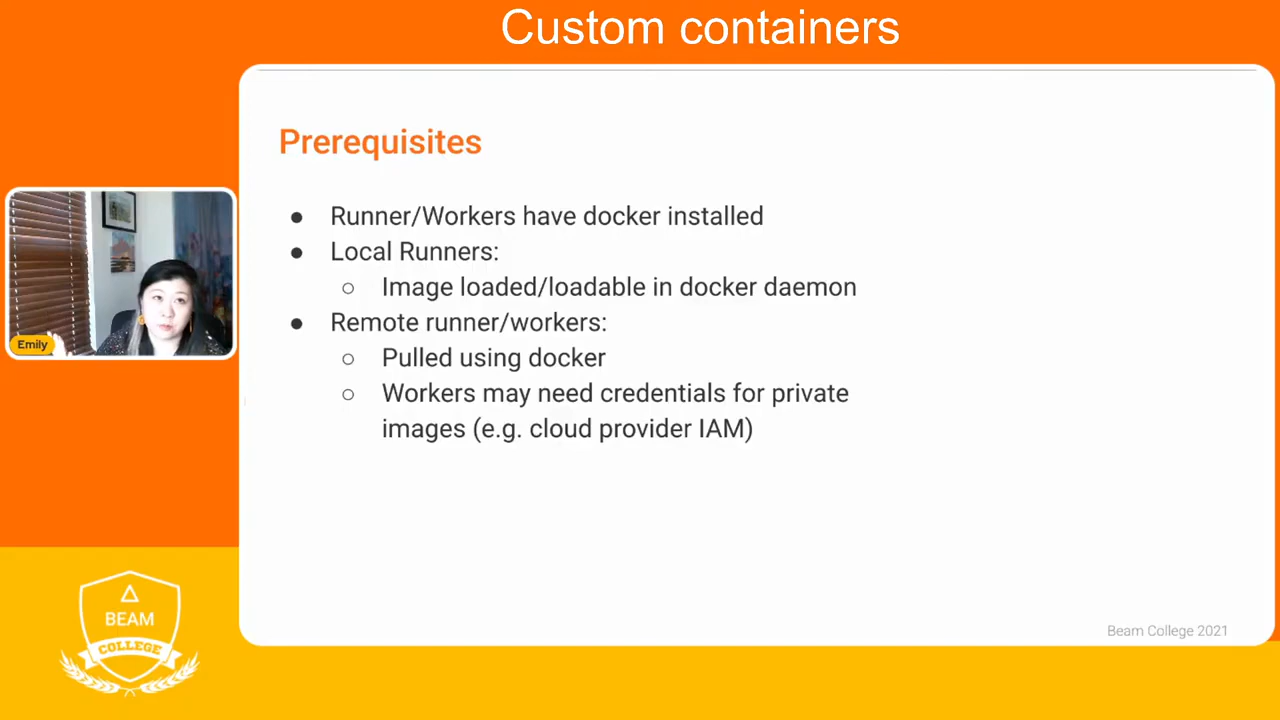 Custom containers
Prerequisites
● Runner/Workers have docker installed
● Local Runners:
○ Image loaded/loadable in docker daemon
● Remote runner/workers:
○ Pulled using docker
○ Workers may need credentials for private
images (e.g. cloud provider IAM)
Emily
BEAM
COLLEGE
Beam College 2021